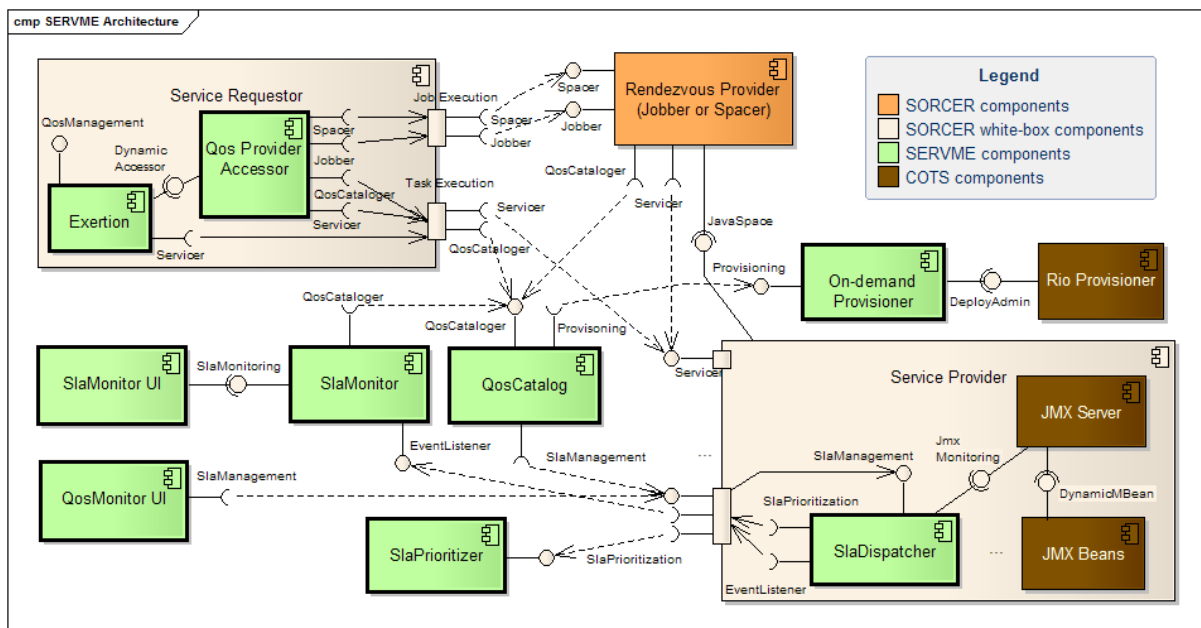 cmp SERVME Architecture
Service Requestor
QosManagement
Dynamic
Accessor
Qos Provider
Accessor
Exertion
Spacer
Jobber
QosCataloger
Servicer
Servicer
Job Execution
Spacer
Jobber
Task Execution
Servicer
QosCataloger
Spacer
Jobber
Rendezvous Provider
(Jobber or Spacer)
QosCataloger
Servicer
JavaSpace
Legend
SORCER components
SORCER white-box components
SERVME components
COTS components
Provisioning
On-demand
Provisioner
DeployAdmin
Rio Provisioner
QosCataloger
QosCataloger
Provisoning
SlaMonitor UI
SlaMonitoring
SlaMonitor
QosCatalog
Servicer
Service Provider
JMX Server
EventListener
SlaManagement
...
SlaManagement
Jmx
Monitoring
DynamicMBean
QosMonitor UI
SlaManagement
SlaPrioritization
SlaPrioritizer
SlaPrioritization
SlaDispatcher
...
JMX Beans
EventListener